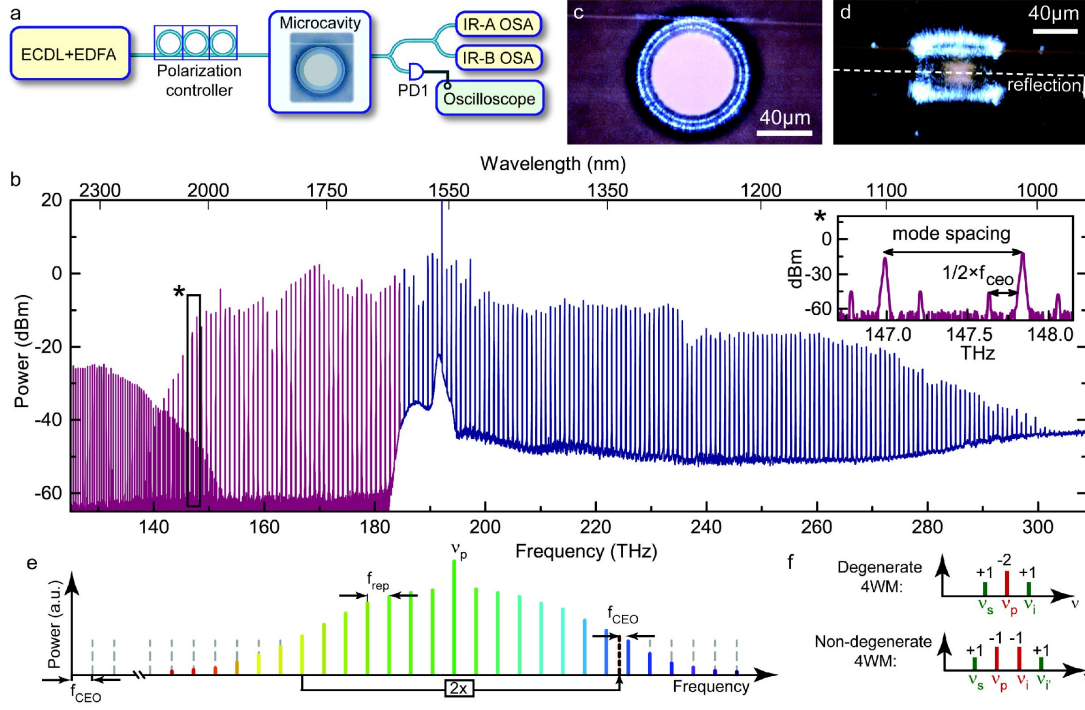 a
ECDL+EDFA
Polarization
controller
Microcavity
IR-A OSA
IR-B OSA
PD1
Oscilloscope
c
40µm
d
40µm
reflection
b
Wavelength (nm)
2300 2000 1750 1550 1350 1200 1100 1000
Power (dBm)
20
0
-20
-40
-60
*
*
dBm
0
-30
-60
mode spacing
1/2×fceo
147.0 147.5 148.0
THz
140 160 180 200 220 240 260 280 300
Frequency (THz)
e
Power (a.u.)
νp
frep
fCEO
fCEO
2x
Frequency
f
Degenerate
4WM:
+1 -2 +1
νs νp νi
ν
Non-degenerate
4WM:
+1 -1 -1 +1
νs νp νi νi'